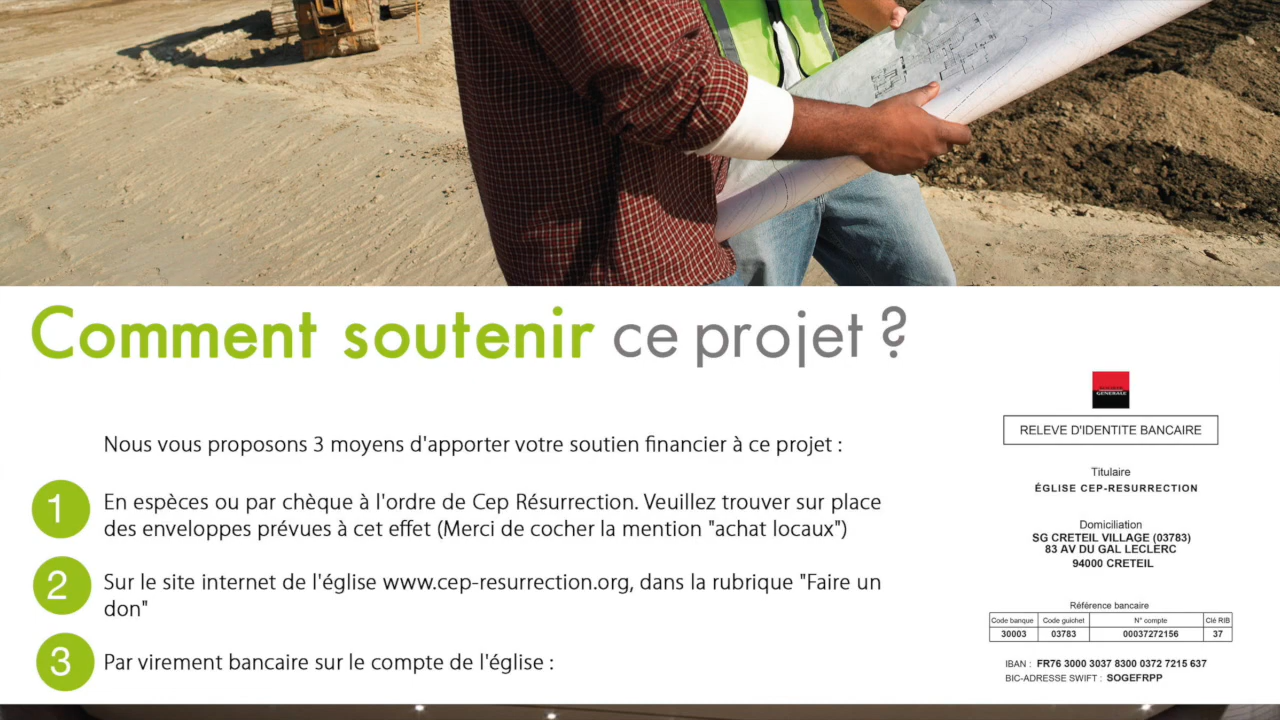 Comment soutenir ce projet ?
Nous vous proposons 3 moyens d'apporter votre soutien financier à ce projet :
1 En espèces ou par chèque à l'ordre de Cep Résurrection. Veuillez trouver sur place
des enveloppes prévues à cet effet (Merci de cocher la mention "achat locaux")
2 Sur le site internet de l'église www.cep-resurrection.org, dans la rubrique "Faire un
don"
3 Par virement bancaire sur le compte de l'église :
SOCIETE
GENERALE
RELEVE D'IDENTITE BANCAIRE
Titulaire
ÉGLISE CEP-RESURRECTION
Domiciliation
SG CRETEIL VILLAGE (03783)
83 AV DU GAL LECLERC
94000 CRETEIL
Référence bancaire
Code banque Code guichet N° compte Clé RIB
30003 03783 00037272156 37
IBAN : FR76 3000 3037 8300 0372 7215 637
BIC-ADRESSE SWIFT : SOGEFRPP